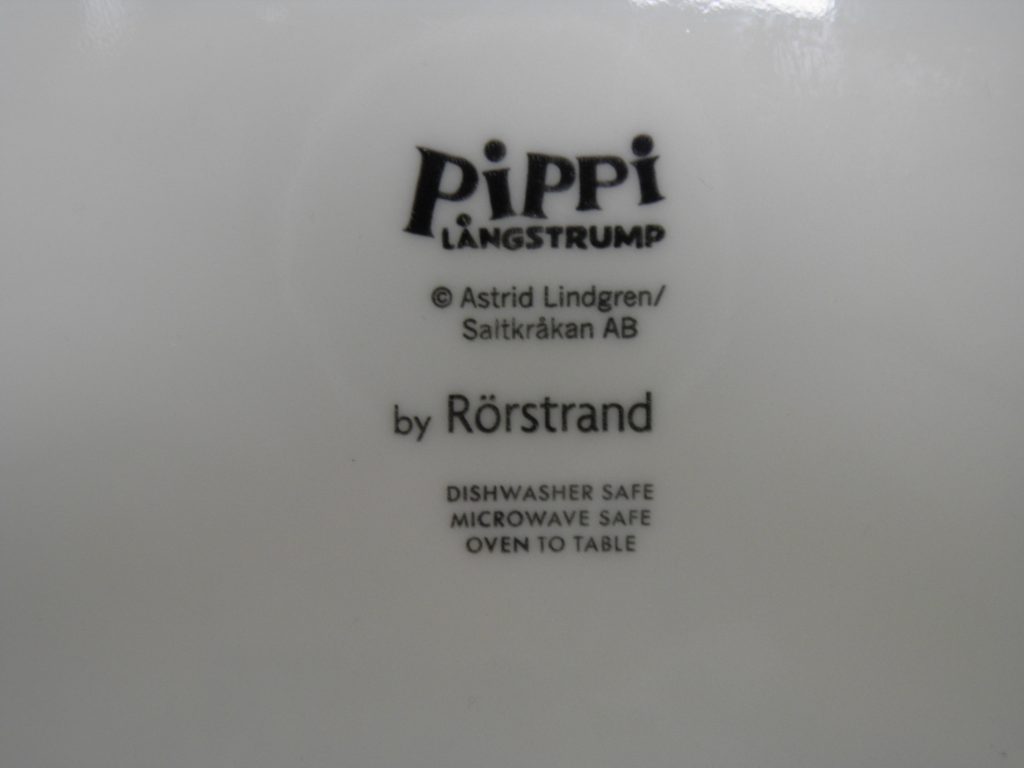 PiPPi
LÅNGSTRUMP
© Astrid Lindgren/
Saltkråkan AB
by Rörstrand
DISHWASHER SAFE
MICROWAVE SAFE
OVEN TO TABLE